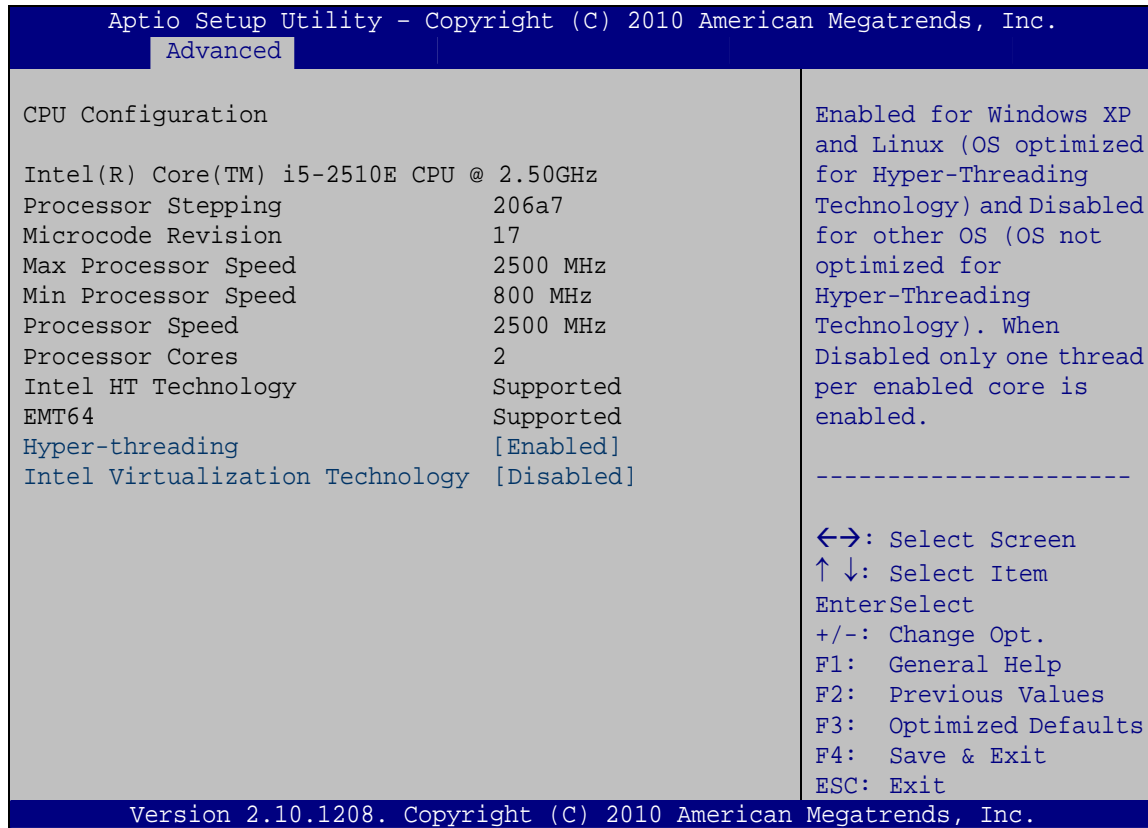 Aptio Setup Utility – Copyright (C) 2010 American Megatrends, Inc.
Advanced
CPU Configuration
Intel(R) Core(TM) i5-2510E CPU @ 2.50GHz
Processor Stepping 206a7
Microcode Revision 17
Max Processor Speed 2500 MHz
Min Processor Speed 800 MHz
Processor Speed 2500 MHz
Processor Cores 2
Intel HT Technology Supported
EMT64 Supported
Hyper-threading [Enabled]
Intel Virtualization Technology [Disabled]
Enabled for Windows XP
and Linux (OS optimized
for Hyper-Threading
Technology) and Disabled
for other OS (OS not
optimized for
Hyper-Threading
Technology). When
Disabled only one thread
per enabled core is
enabled.
----------------------
←→: Select Screen
↑ ↓: Select Item
EnterSelect
+/-: Change Opt.
F1: General Help
F2: Previous Values
F3: Optimized Defaults
F4: Save & Exit
ESC: Exit
Version 2.10.1208. Copyright (C) 2010 American Megatrends, Inc.